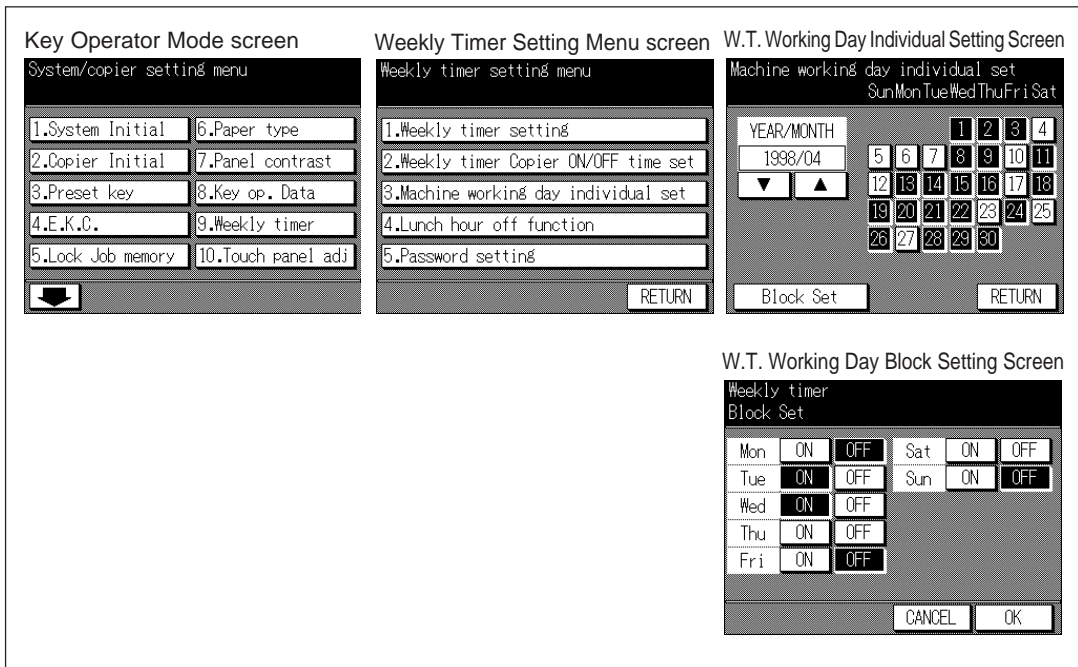 Key Operator Mode screen
System/copier setting menu
1.System Initial 6.Paper type
2.Copier Initial 7.Panel contrast
3.Preset key 8.Key op. Data
4.E.K.C. 9.Weekly timer
5.Lock Job memory 10.Touch panel adj
Weekly Timer Setting Menu screen
Weekly timer setting menu
1.Weekly timer setting
2.Weekly timer Copier ON/OFF time set
3.Machine working day individual set
4.Lunch hour off function
5.Password setting
RETURN
W.T. Working Day Individual Setting Screen
Machine working day individual set
Sun Mon Tue Wed Thu Fri Sat
YEAR/MONTH 1 2 3 4
1998/04 5 6 7 8 9 10 11
▼ ▲ 12 13 14 15 16 17 18
19 20 21 22 23 24 25
26 27 28 29 30
Block Set RETURN
W.T. Working Day Block Setting Screen
Weekly timer
Block Set
Mon ON OFF Sat ON OFF
Tue ON OFF Sun ON OFF
Wed ON OFF
Thu ON OFF
Fri ON OFF
CANCEL OK